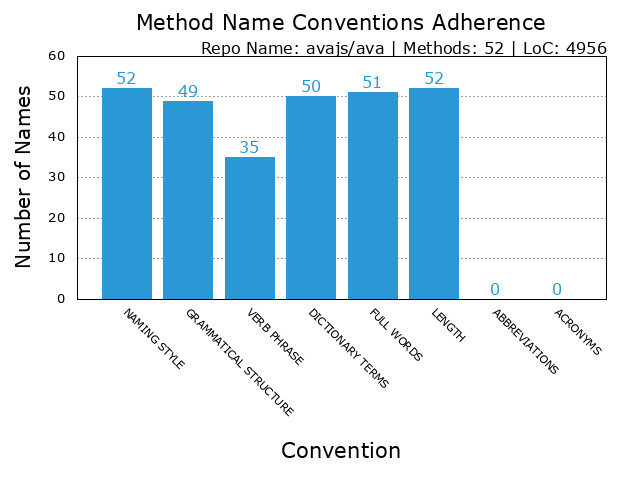 Method Name Conventions Adherence
Repo Name: avajs/ava | Methods: 52 | LoC: 4956
Number of Names
60
50
40
30
20
10
0
52
49
35
50
51
52
0
0
NAMING STYLE
GRAMMATICAL STRUCTURE
VERB PHRASE
DICTIONARY TERMS
FULL WORDS
LENGTH
ABBREVIATIONS
ACRONYMS
Convention